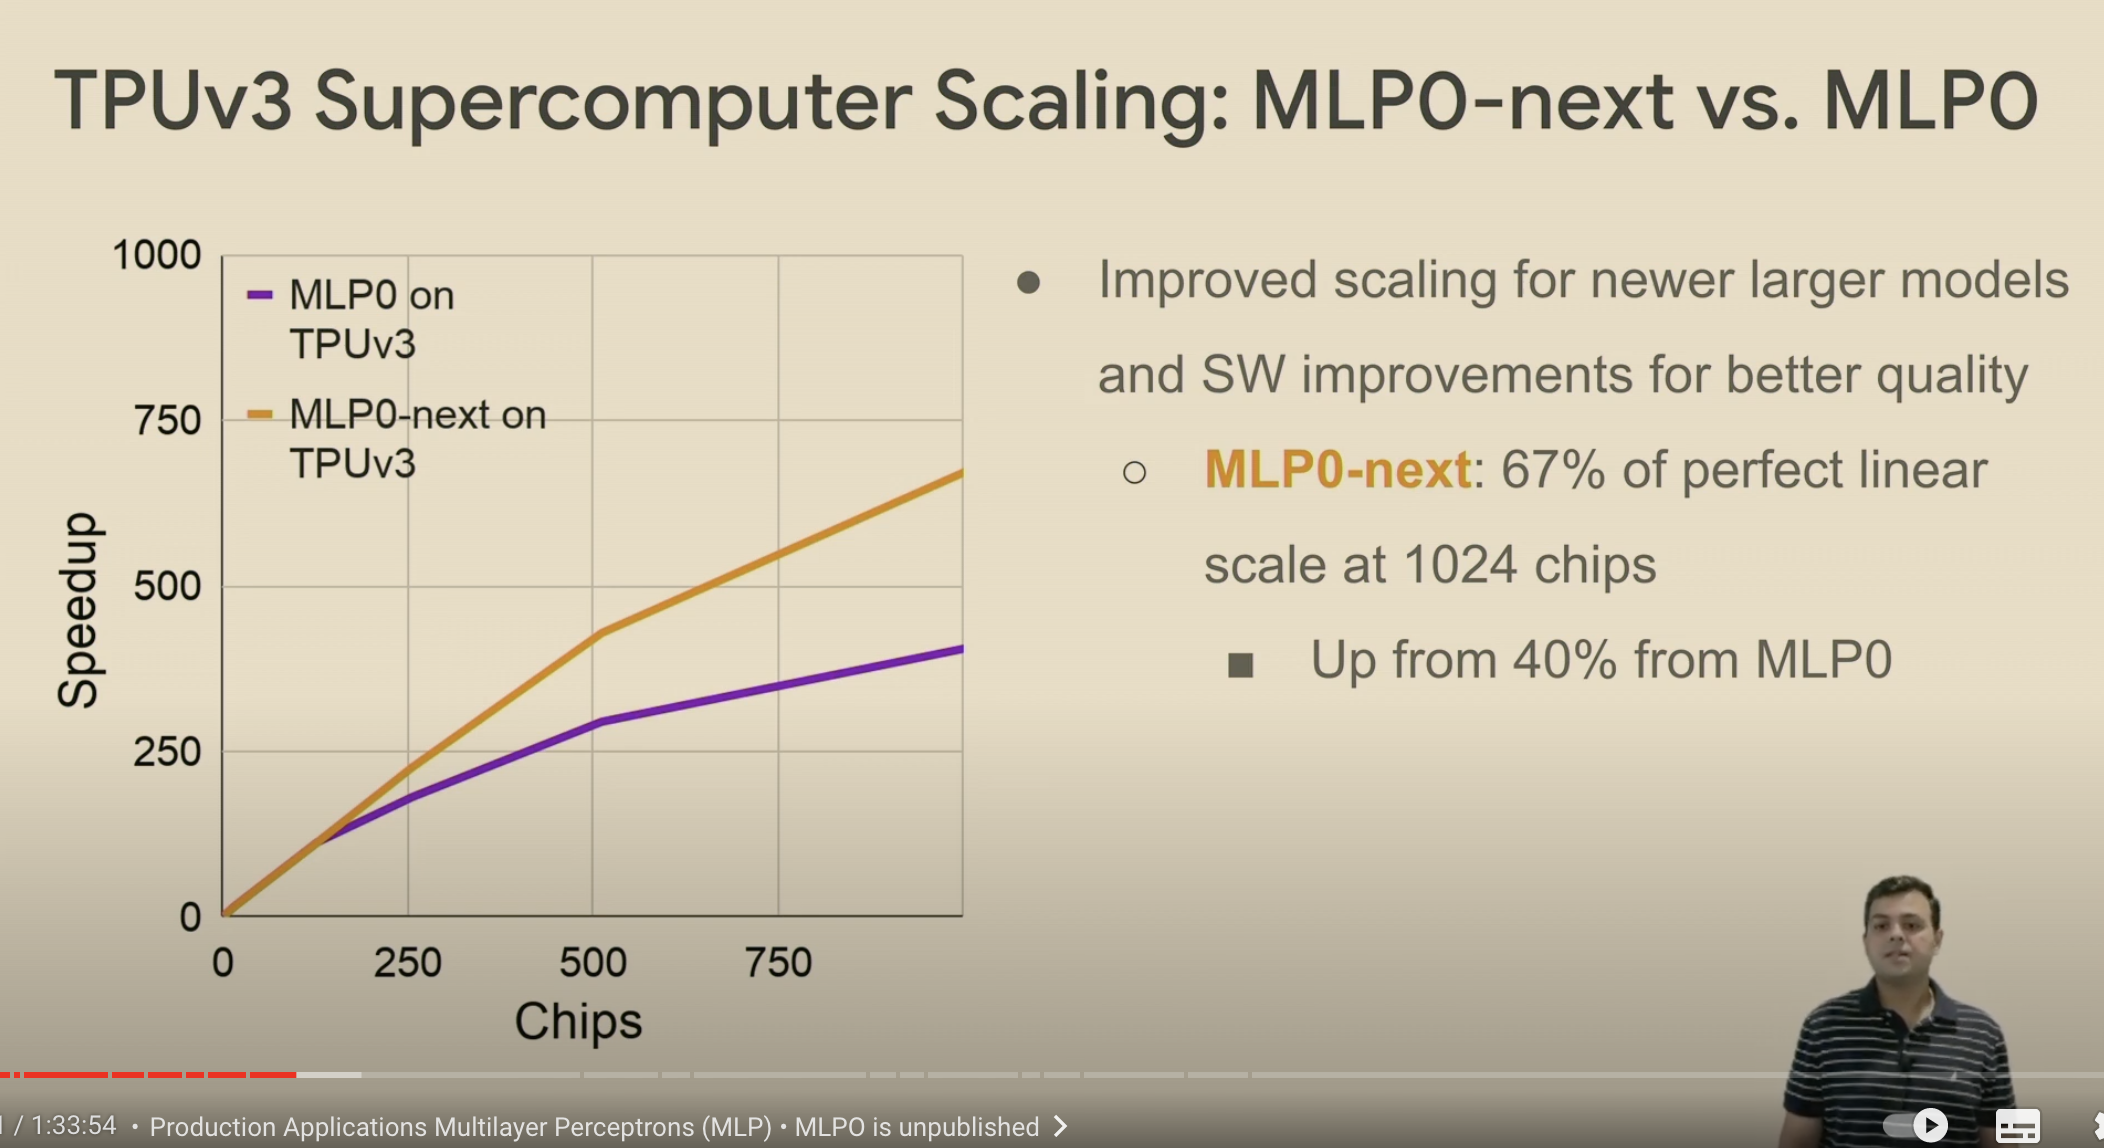 TPUv3 Supercomputer Scaling: MLP0-next vs. MLP0
1000
750
500
250
0
Speedup
MLP0 on
TPUv3
MLP0-next on
TPUv3
0 250 500 750
Chips
● Improved scaling for newer larger models
and SW improvements for better quality
○ MLP0-next: 67% of perfect linear
scale at 1024 chips
■ Up from 40% from MLP0
/ 1:33:54 • Production Applications Multilayer Perceptrons (MLP) • MLPO is unpublished